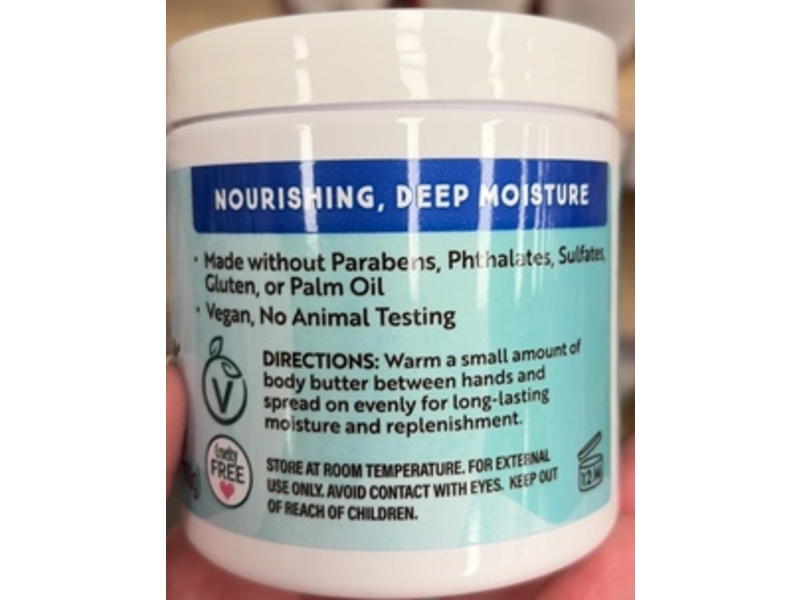 NOURISHING, DEEP MOISTURE
• Made without Parabens, Phthalates, Sulfates,
Gluten, or Palm Oil
• Vegan, No Animal Testing
DIRECTIONS: Warm a small amount of
body butter between hands and
spread on evenly for long-lasting
moisture and replenishment.
V
Cruelty
FREE
STORE AT ROOM TEMPERATURE. FOR EXTERNAL
USE ONLY. AVOID CONTACT WITH EYES. KEEP OUT
OF REACH OF CHILDREN.
12 M